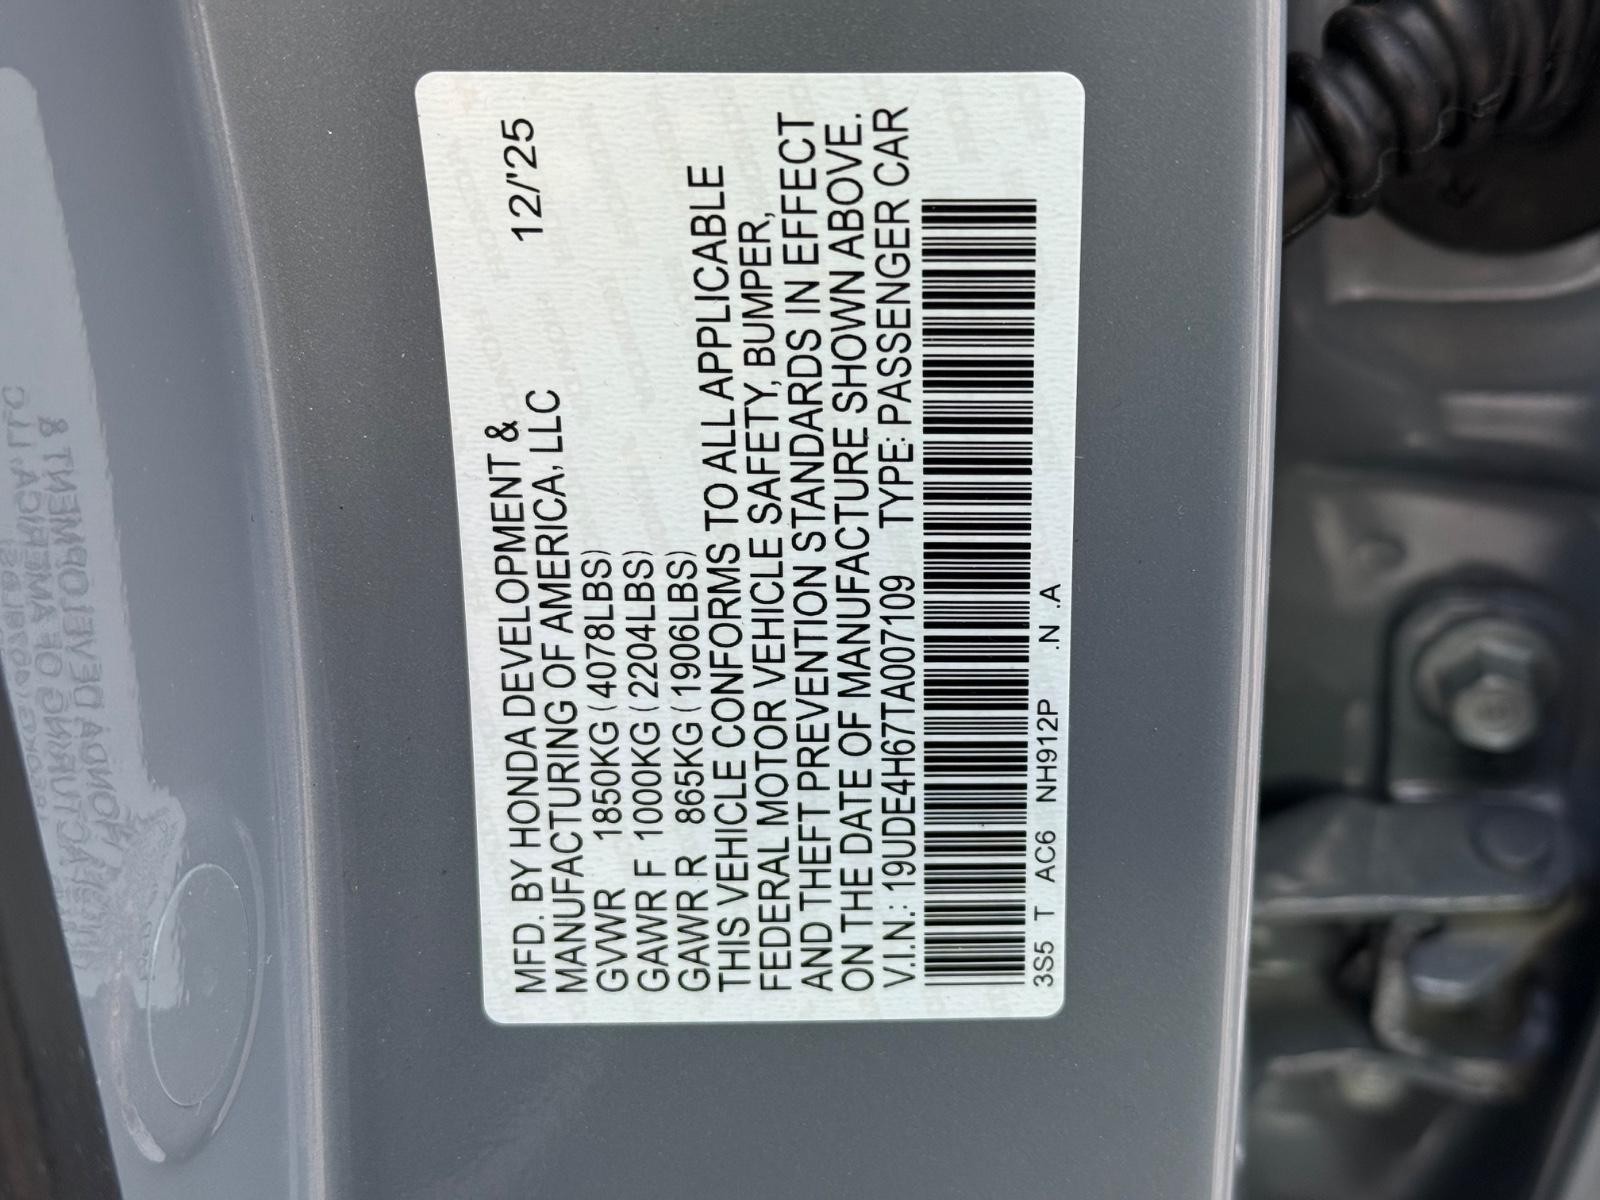 MFD. BY HONDA DEVELOPMENT & 12/'25
MANUFACTURING OF AMERICA, LLC
GVWR 1850KG ( 4078LBS)
GAWR F 1000KG ( 2204LBS)
GAWR R 865KG ( 1906LBS)
THIS VEHICLE CONFORMS TO ALL APPLICABLE
FEDERAL MOTOR VEHICLE SAFETY, BUMPER,
AND THEFT PREVENTION STANDARDS IN EFFECT
ON THE DATE OF MANUFACTURE SHOWN ABOVE.
V.I.N.: 19UDE4H67TA007109 TYPE: PASSENGER CAR
3S5 T AC6 NH912P .N .A